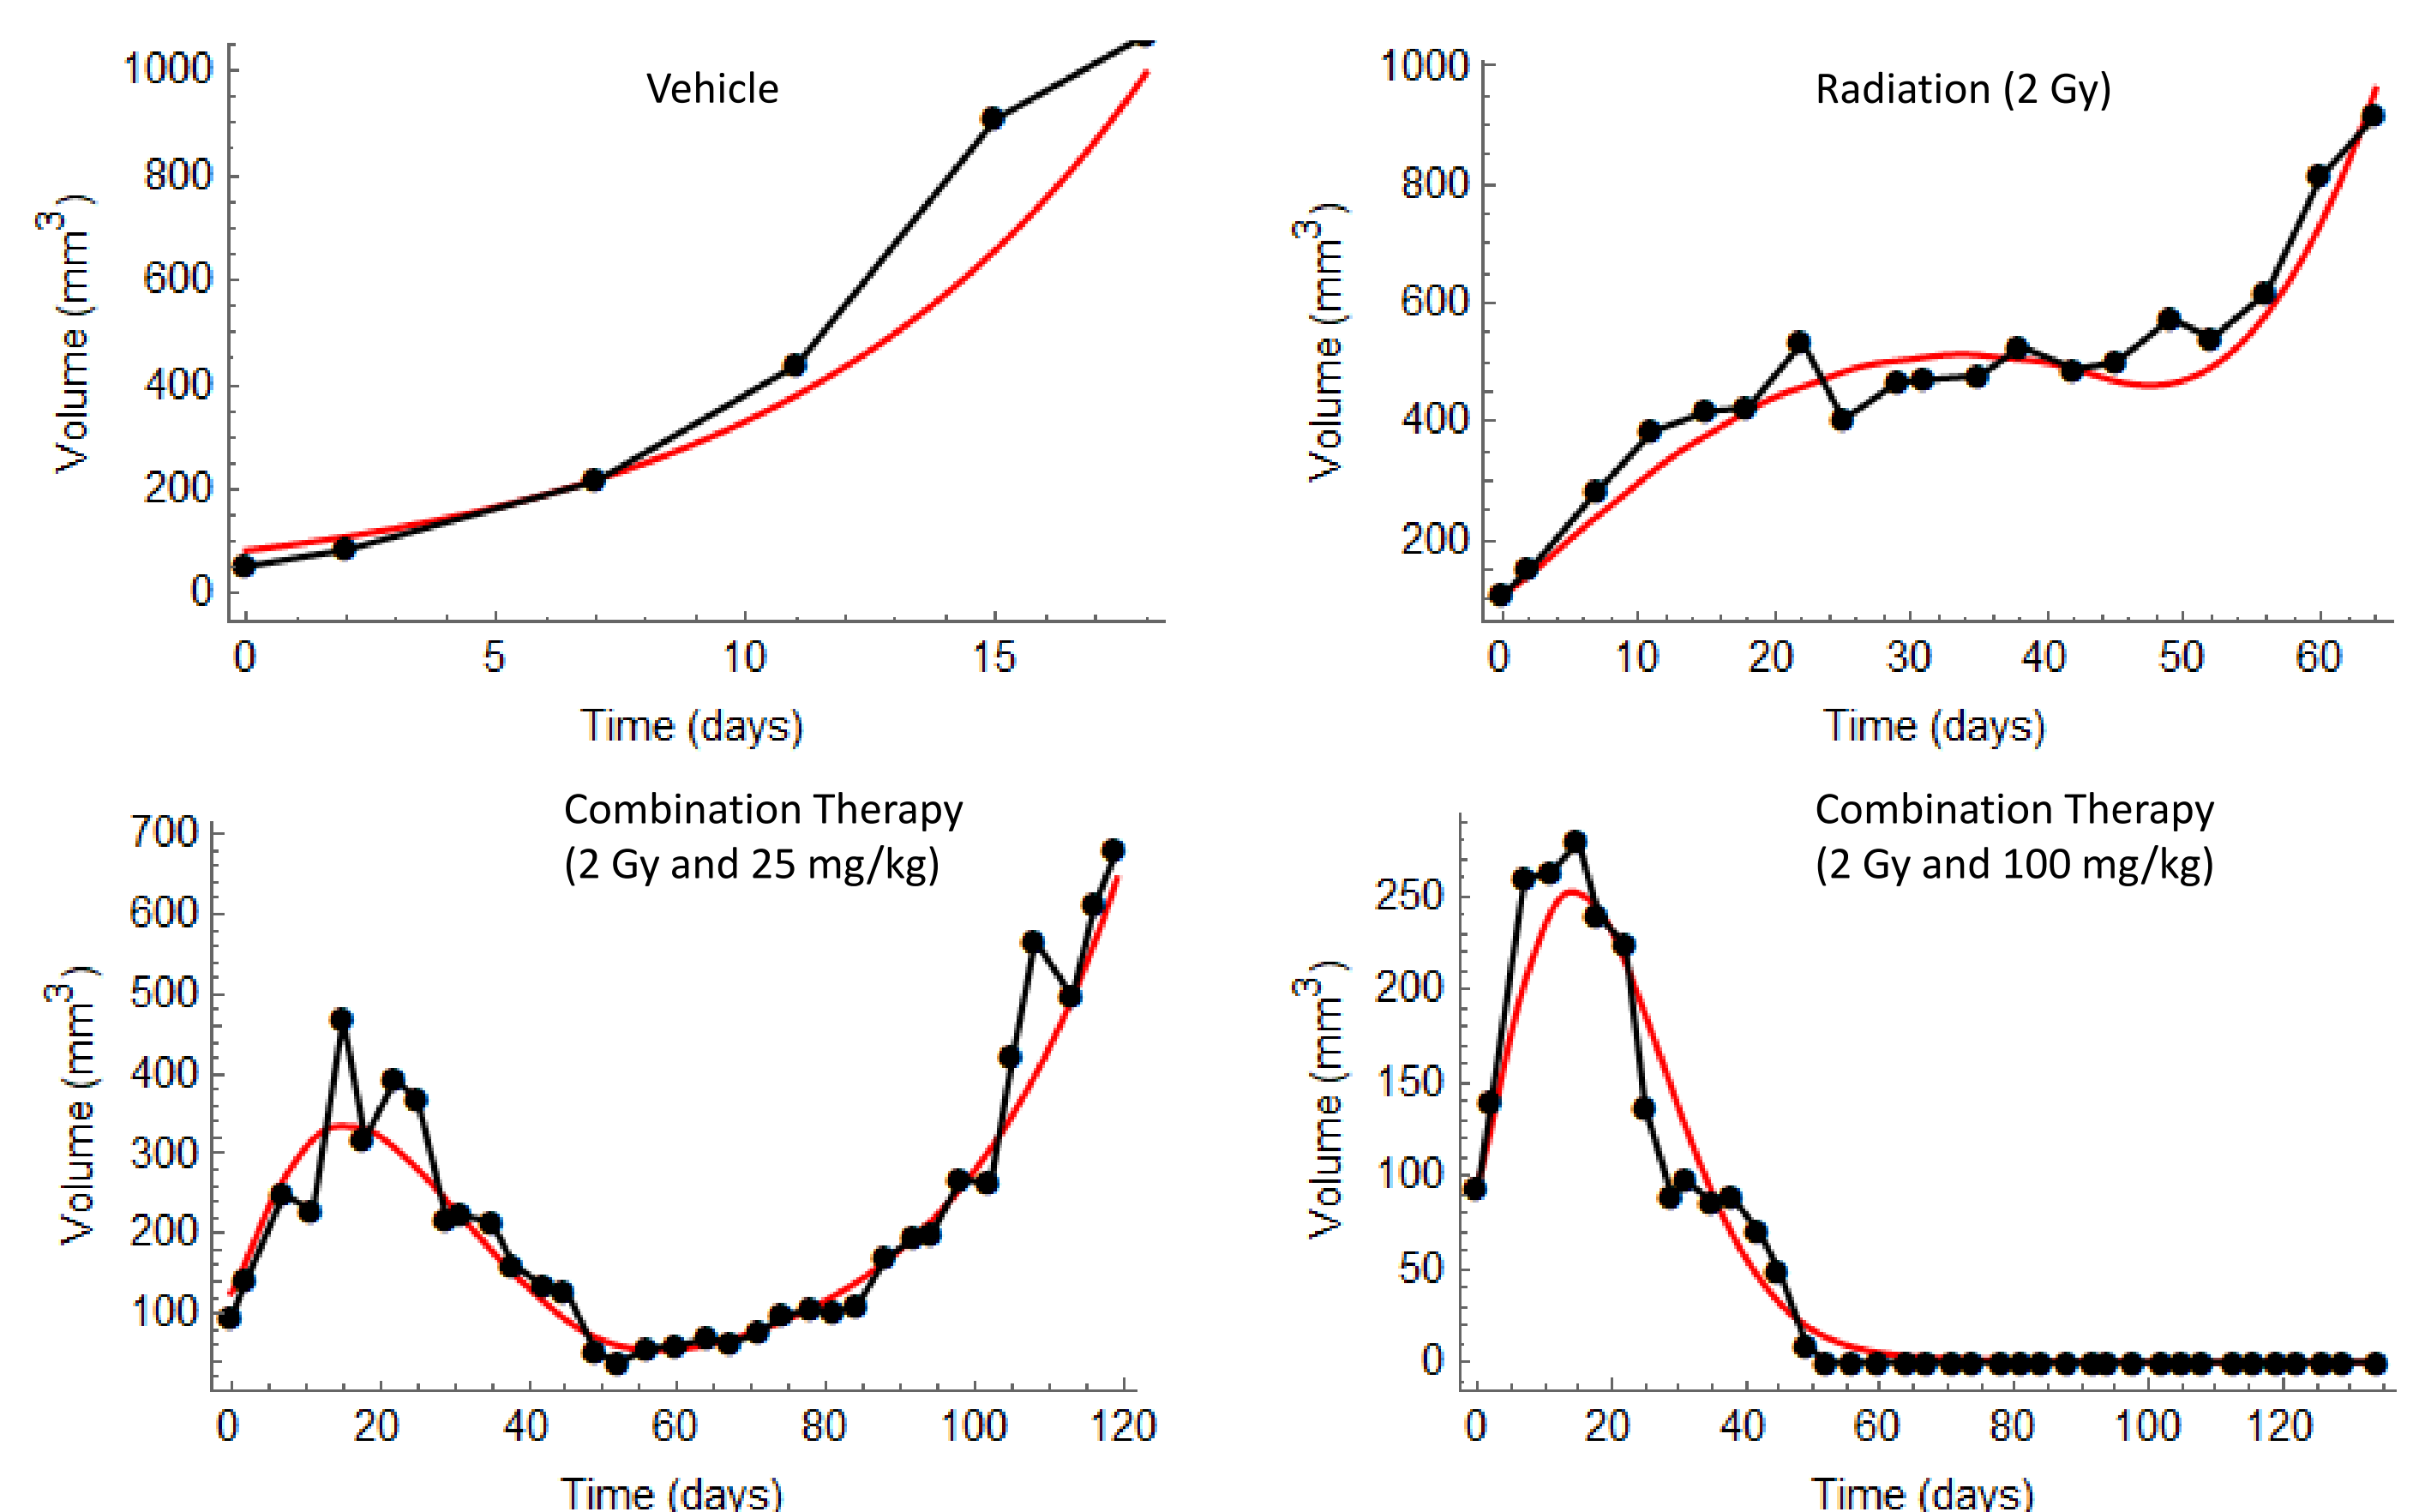 Vehicle
1000
800
600
400
200
0
Volume (mm³)
0 5 10 15
Time (days)
Radiation (2 Gy)
1000
800
600
400
200
Volume (mm³)
0 10 20 30 40 50 60
Time (days)
Combination Therapy
(2 Gy and 25 mg/kg)
700
600
500
400
300
200
100
Volume (mm³)
0 20 40 60 80 100 120
Time (days)
Combination Therapy
(2 Gy and 100 mg/kg)
250
200
150
100
50
0
Volume (mm³)
0 20 40 60 80 100 120
Time (days)